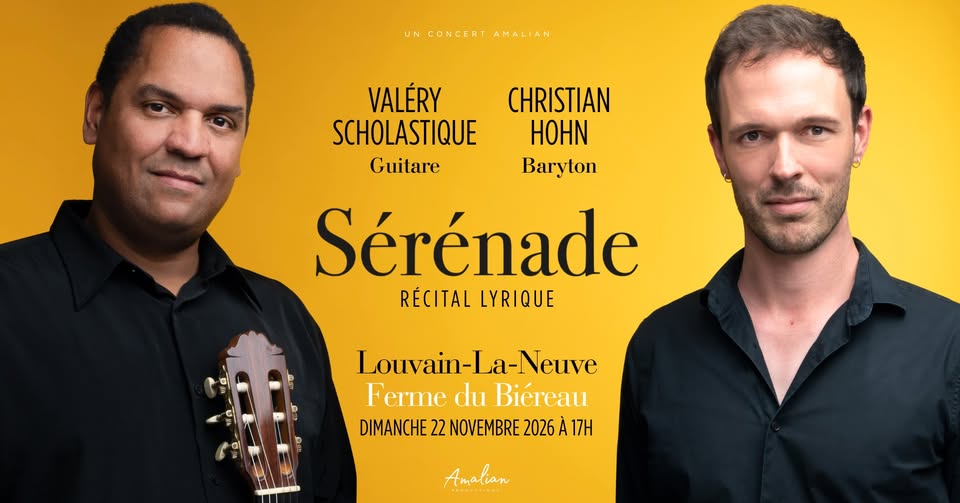 UN CONCERT AMALIAN
VALÉRY
SCHOLASTIQUE
Guitare
CHRISTIAN
HOHN
Baryton
Sérénade
RÉCITAL LYRIQUE
Louvain-La-Neuve
Ferme du Biéreau
DIMANCHE 22 NOVEMBRE 2026 À 17H
Amalian
PRODUCTIONS